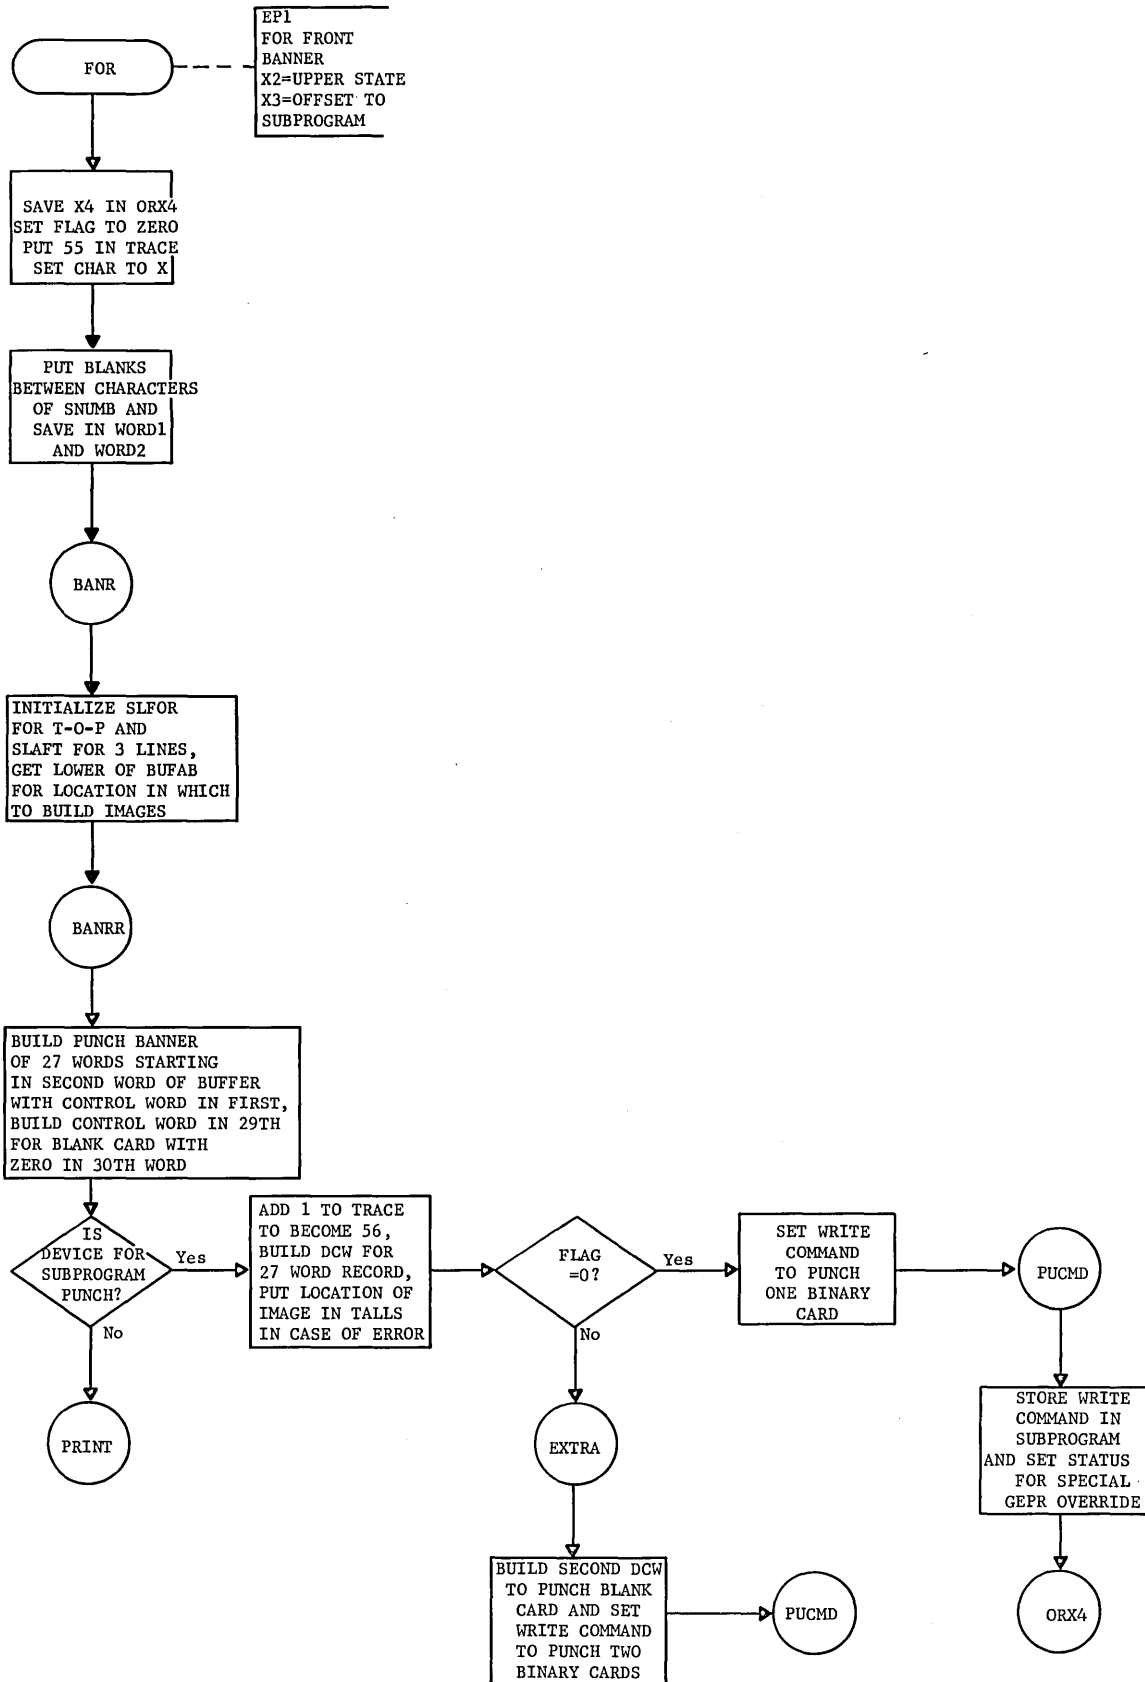 EP1
FOR FRONT
BANNER
X2=UPPER STATE
X3=OFFSET TO
SUBPROGRAM
FOR
SAVE X4 IN ORX4
SET FLAG TO ZERO
PUT 55 IN TRACE
SET CHAR TO X
PUT BLANKS
BETWEEN CHARACTERS
OF SNUMB AND
SAVE IN WORD1
AND WORD2
BANR
INITIALIZE SLFOR
FOR T-O-P AND
SLAFT FOR 3 LINES,
GET LOWER OF BUFAB
FOR LOCATION IN WHICH
TO BUILD IMAGES
BANRR
BUILD PUNCH BANNER
OF 27 WORDS STARTING
IN SECOND WORD OF BUFFER
WITH CONTROL WORD IN FIRST,
BUILD CONTROL WORD IN 29TH
FOR BLANK CARD WITH
ZERO IN 30TH WORD
IS
DEVICE FOR
SUBPROGRAM
PUNCH?
Yes
No
PRINT
ADD 1 TO TRACE
TO BECOME 56,
BUILD DCW FOR
27 WORD RECORD,
PUT LOCATION OF
IMAGE IN TALLS
IN CASE OF ERROR
FLAG
=0?
Yes
No
SET WRITE
COMMAND
TO PUNCH
ONE BINARY
CARD
PUCMD
STORE WRITE
COMMAND IN
SUBPROGRAM
AND SET STATUS
FOR SPECIAL
GEPR OVERRIDE
ORX4
EXTRA
BUILD SECOND DCW
TO PUNCH BLANK
CARD AND SET
WRITE COMMAND
TO PUNCH TWO
BINARY CARDS
PUCMD